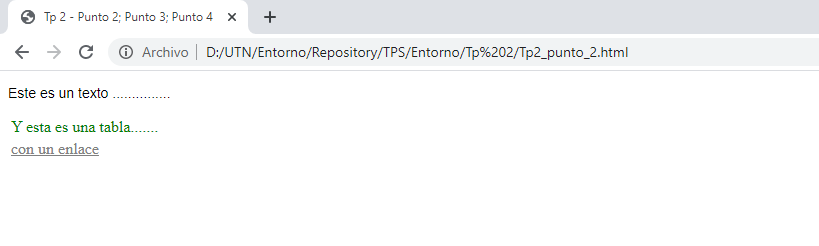 Tp 2 - Punto 2; Punto 3; Punto 4
Archivo D:/UTN/Entorno/Repository/TPS/Entorno/Tp%202/Tp2_punto_2.html
Este es un texto ...............
Y esta es una tabla.......
con un enlace